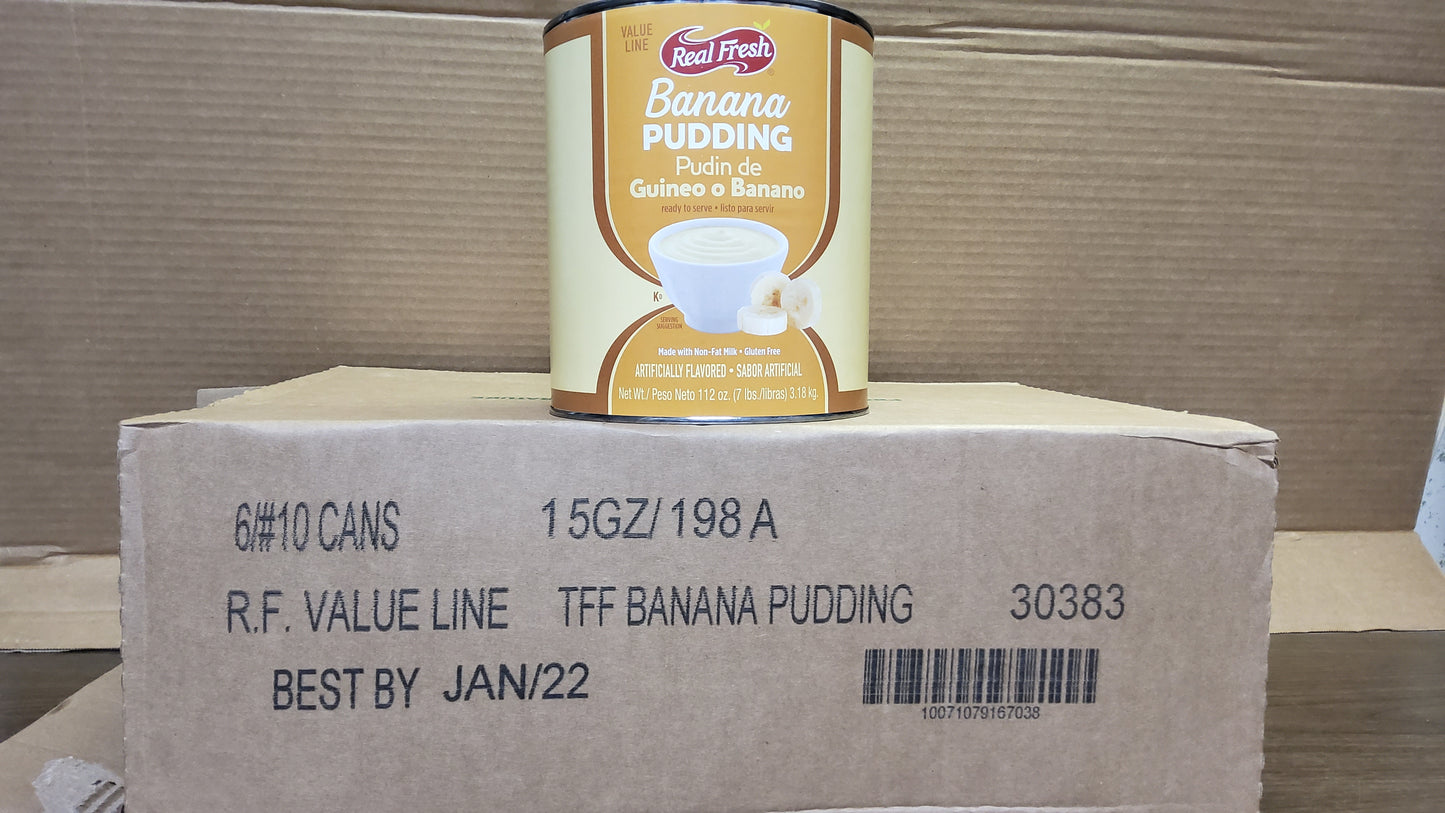 VALUE
LINE
Real Fresh
®
Banana
PUDDING
Pudin de
Guineo o Banano
ready to serve • listo para servir
KD
SERVING
SUGGESTION
Made with Non-Fat Milk • Gluten Free
ARTIFICIALLY FLAVORED • SABOR ARTIFICIAL
Net Wt./ Peso Neto 112 oz. (7 lbs./libras) 3.18 kg.
6/#10 CANS 15GZ/198 A
R.F. VALUE LINE TFF BANANA PUDDING 30383
BEST BY JAN/22
10071079167038